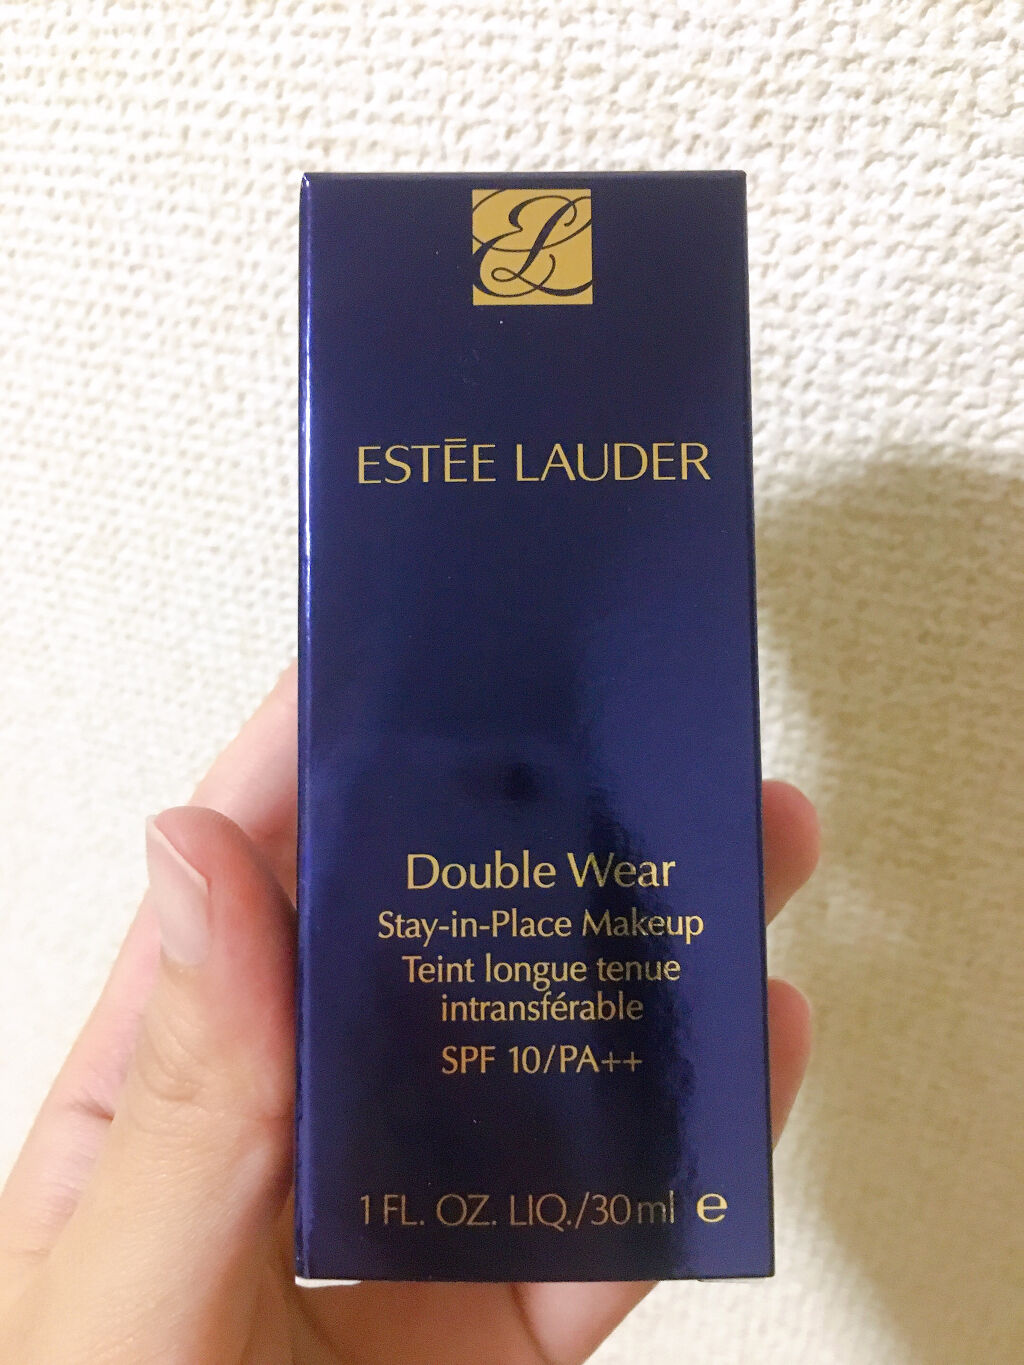 EL
ESTĒE LAUDER
Double Wear
Stay-in-Place Makeup
Teint longue tenue
intransférable
SPF 10/PA++
1 FL. OZ. LIQ./30ml e